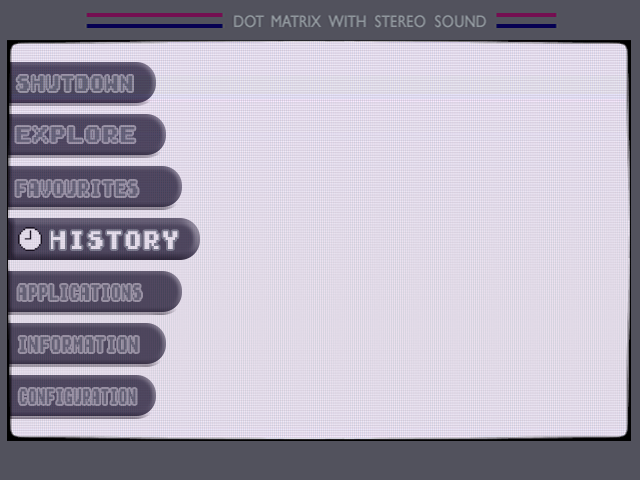 DOT MATRIX WITH STEREO SOUND
SHUTDOWN
EXPLORE
FAVOURITES
HISTORY
APPLICATIONS
INFORMATION
CONFIGURATION